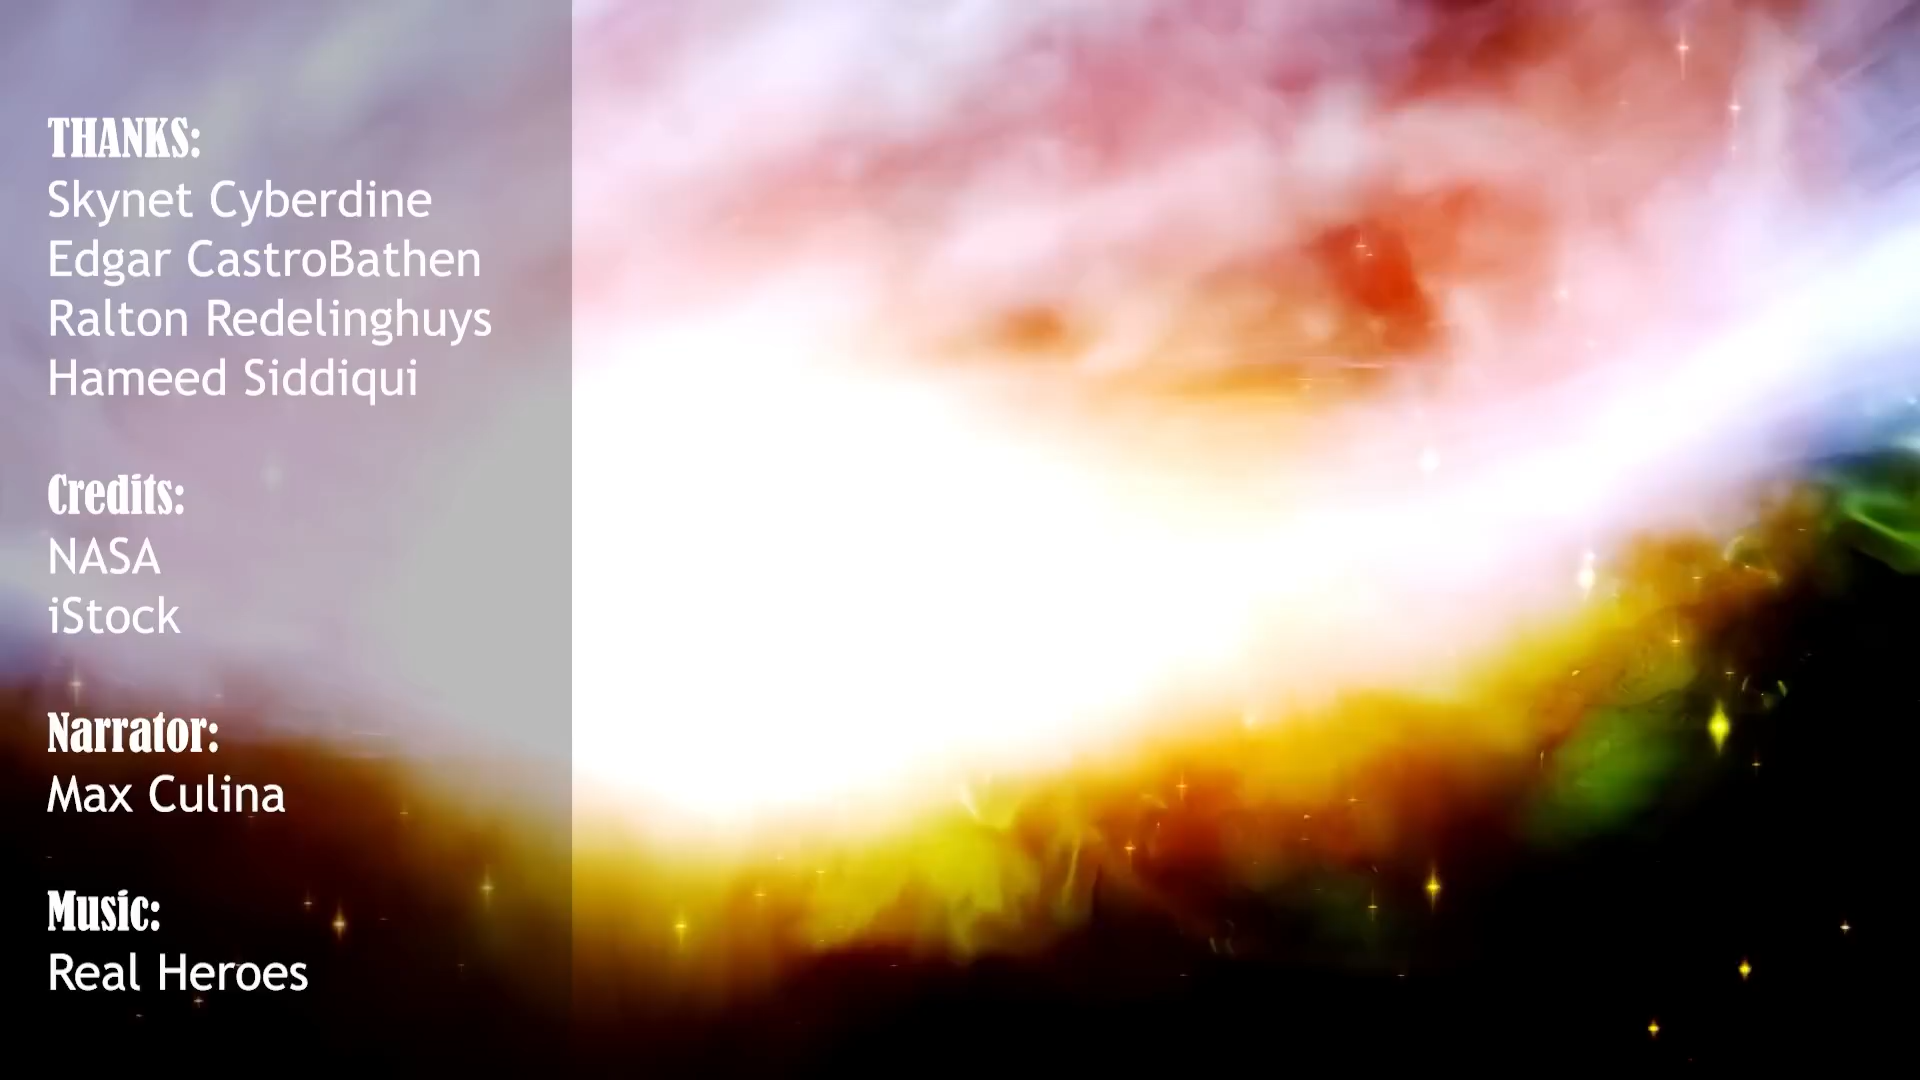 THANKS:
Skynet Cyberdine
Edgar CastroBathen
Ralton Redelinghuys
Hameed Siddiqui
Credits:
NASA
iStock
Narrator:
Max Culina
Music:
Real Heroes